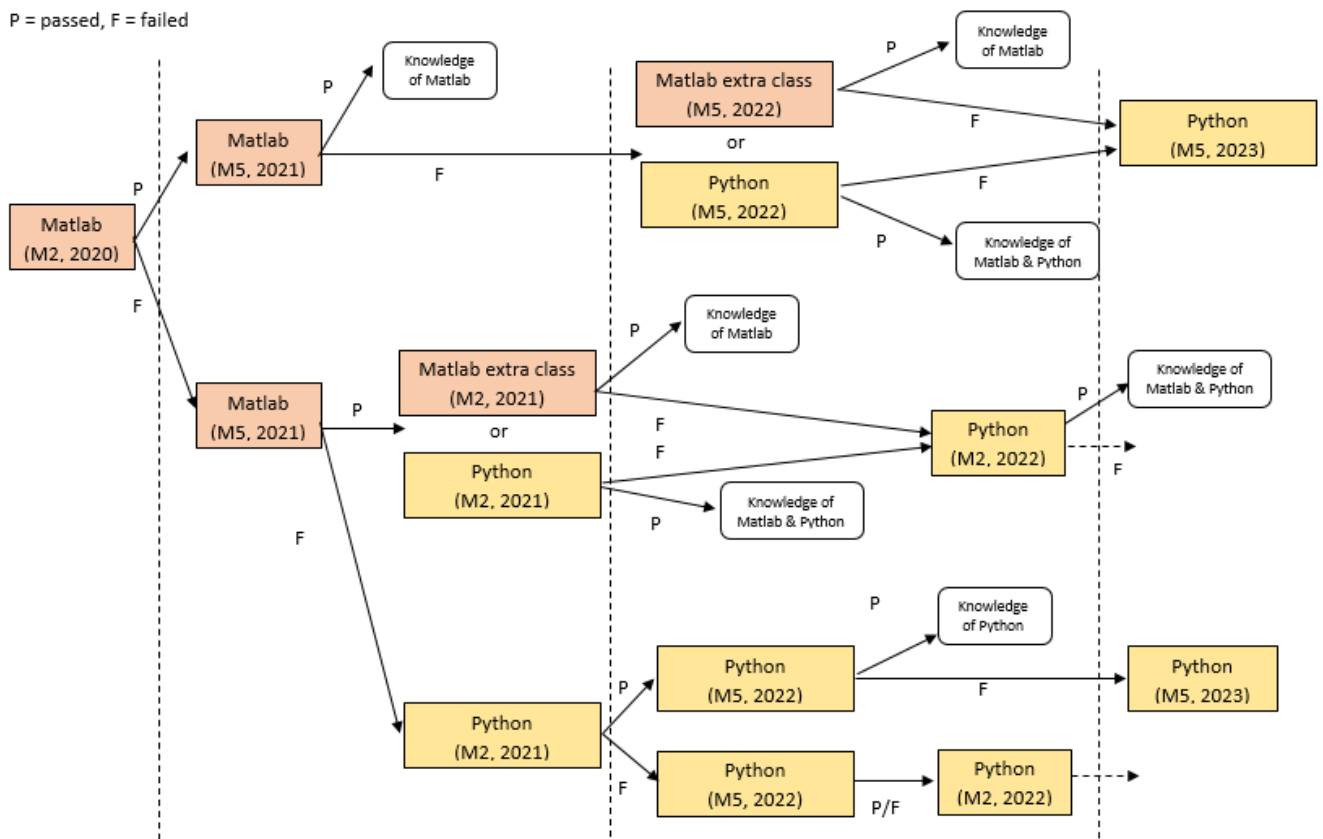 P = passed, F = failed
Knowledge
of Matlab
P
Matlab
(M5, 2021)
F
P
Matlab
(M2, 2020)
F
Matlab extra class
(M5, 2022)
or
Python
(M5, 2022)
P
Knowledge
of Matlab
F
F
P
Knowledge of
Matlab & Python
Python
(M5, 2023)
Matlab
(M5, 2021)
P
F
Matlab extra class
(M2, 2021)
or
Python
(M2, 2021)
P
Knowledge
of Matlab
F
F
P
Knowledge of
Matlab & Python
Python
(M2, 2022)
P
Knowledge of
Matlab & Python
F
Python
(M2, 2021)
P
F
Python
(M5, 2022)
P
Knowledge
of Python
F
Python
(M5, 2023)
Python
(M5, 2022)
P/F
Python
(M2, 2022)